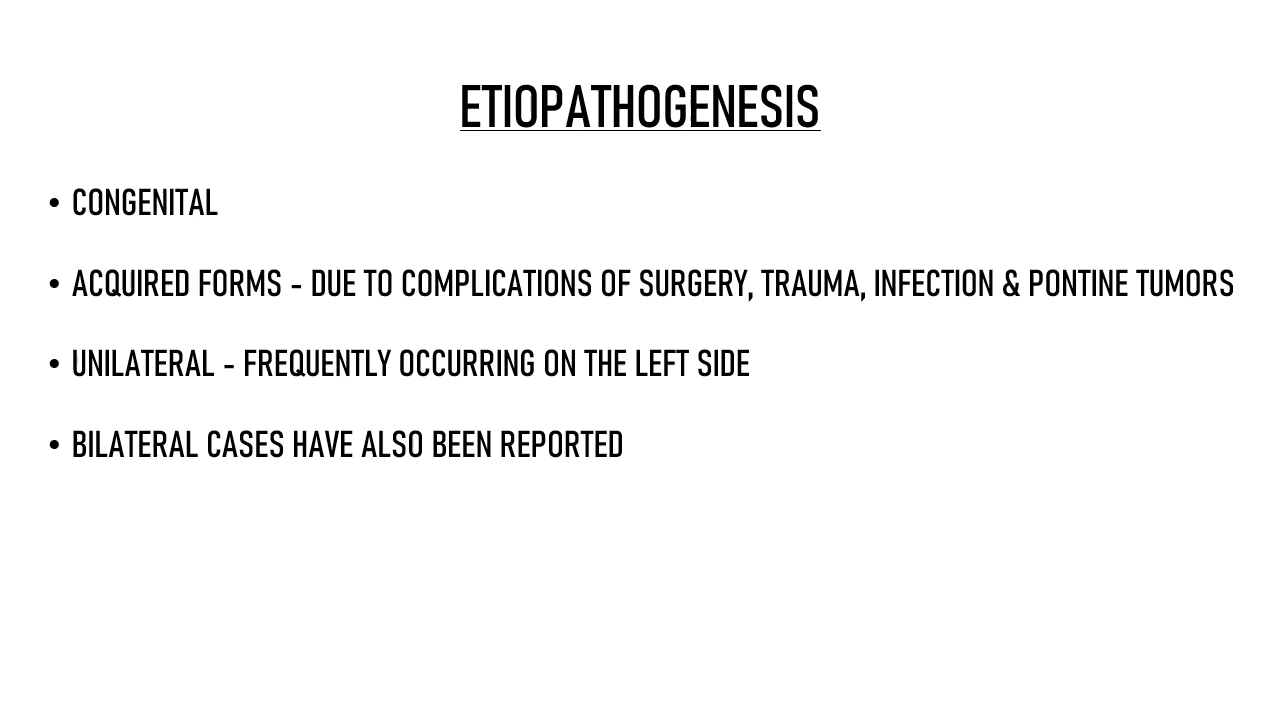 ETIOPATHOGENESIS
• CONGENITAL
• ACQUIRED FORMS - DUE TO COMPLICATIONS OF SURGERY, TRAUMA, INFECTION & PONTINE TUMORS
• UNILATERAL - FREQUENTLY OCCURRING ON THE LEFT SIDE
• BILATERAL CASES HAVE ALSO BEEN REPORTED